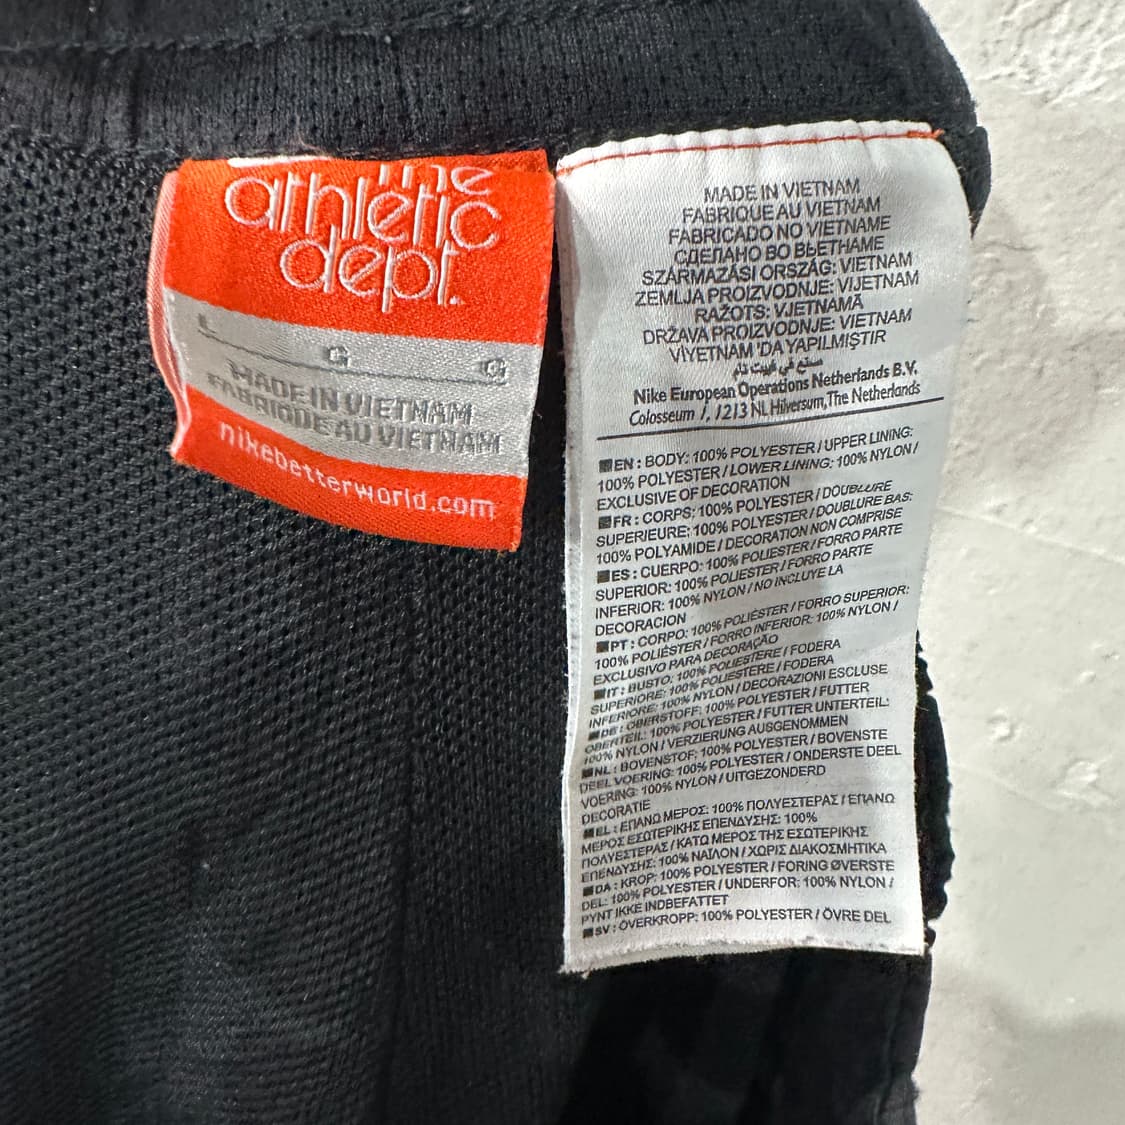 the
athletic
dept.
L
G
G
MADE IN VIETNAM
FABRIQUE AU VIETNAM
nikebetterworld.com
MADE IN VIETNAM
FABRIQUE AU VIETNAM
FABRICADO NO VIETNAME
СДЕЛАНО ВО ВЬЕТНАМЕ
SZÁRMAZÁSI ORSZÁG: VIETNAM
ZEMLJA PROIZVODNJE: VIJETNAM
RAŽOTS: VJETNAMĀ
DRŽAVA PROIZVODNJE: VIETNAM
VİYETNAM 'DA YAPILMIŞTIR
صنع في فيت نام
Nike European Operations Netherlands B.V.
Colosseum 1, 1213 NL Hilversum, The Netherlands
EN : BODY: 100% POLYESTER / UPPER LINING:
100% POLYESTER / LOWER LINING: 100% NYLON /
EXCLUSIVE OF DECORATION
FR : CORPS: 100% POLYESTER / DOUBLURE
SUPERIEURE: 100% POLYESTER / DOUBLURE BAS:
100% POLYAMIDE / DECORATION NON COMPRISE
ES : CUERPO: 100% POLIESTER / FORRO PARTE
SUPERIOR: 100% POLIESTER / FORRO PARTE
INFERIOR: 100% NYLON / NO INCLUYE LA
DECORACION
PT : CORPO: 100% POLIÉSTER / FORRO SUPERIOR:
100% POLIÉSTER / FORRO INFERIOR: 100% NYLON /
EXCLUSIVO PARA DECORAÇÃO
IT : BUSTO: 100% POLIESTERE / FODERA
SUPERIORE: 100% POLIESTERE / FODERA
INFERIORE: 100% NYLON / DECORAZIONI ESCLUSE
DE : OBERSTOFF: 100% POLYESTER / FUTTER
OBERTEIL: 100% POLYESTER / FUTTER UNTERTEIL:
100% NYLON / VERZIERUNG AUSGENOMMEN
NL : BOVENSTOF: 100% POLYESTER / BOVENSTE
DEEL VOERING: 100% POLYESTER / ONDERSTE DEEL
VOERING: 100% NYLON / UITGEZONDERD
DECORATIE
EL : ΕΠΑΝΩ ΜΕΡΟΣ: 100% ΠΟΛΥΕΣΤΕΡΑΣ / ΕΠΑΝΩ
ΜΕΡΟΣ ΕΣΩΤΕΡΙΚΗΣ ΕΠΕΝΔΥΣΗΣ: 100%
ΠΟΛΥΕΣΤΕΡΑΣ / ΚΑΤΩ ΜΕΡΟΣ ΤΗΣ ΕΣΩΤΕΡΙΚΗΣ
ΕΠΕΝΔΥΣΗΣ: 100% ΝΑΪΛΟΝ / ΧΩΡΙΣ ΔΙΑΚΟΣΜΗΤΙΚΑ
DA : KROP: 100% POLYESTER / FORING ØVERSTE
DEL: 100% POLYESTER / UNDERFOR: 100% NYLON /
PYNT IKKE INDBEFATTET
SV : ÖVERKROPP: 100% POLYESTER / ÖVRE DEL